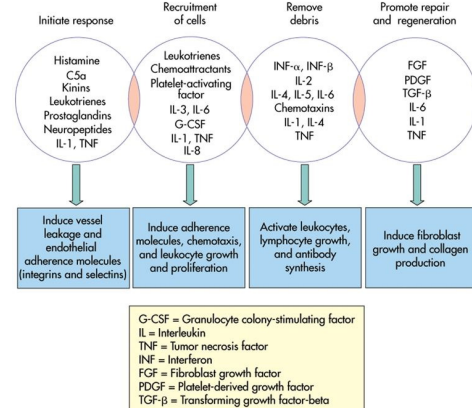 Initiate response
Recruitment
of cells
Remove
debris
Promote repair
and regeneration
Histamine
C5a
Kinins
Leukotrienes
Prostaglandins
Neuropeptides
IL-1, TNF
Leukotrienes
Chemoattractants
Platelet-activating
factor
IL-3, IL-6
G-CSF
IL-1, TNF
IL-8
INF-α, INF-β
IL-2
IL-4, IL-5, IL-6
Chemotaxins
IL-1, IL-4
TNF
FGF
PDGF
TGF-β
IL-6
IL-1
TNF
Induce vessel
leakage and
endothelial
adherence molecules
(integrins and selectins)
Induce adherence
molecules, chemotaxis,
and leukocyte growth
and proliferation
Activate leukocytes,
lymphocyte growth,
and antibody
synthesis
Induce fibroblast
growth and collagen
production
G-CSF = Granulocyte colony-stimulating factor
IL = Interleukin
TNF = Tumor necrosis factor
INF = Interferon
FGF = Fibroblast growth factor
PDGF = Platelet-derived growth factor
TGF-β = Transforming growth factor-beta